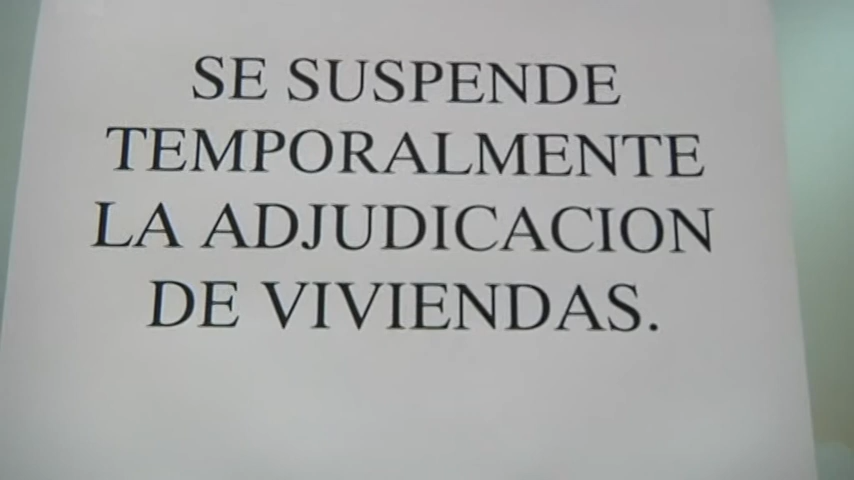 SE SUSPENDE
TEMPORALMENTE
LA ADJUDICACION
DE VIVIENDAS.